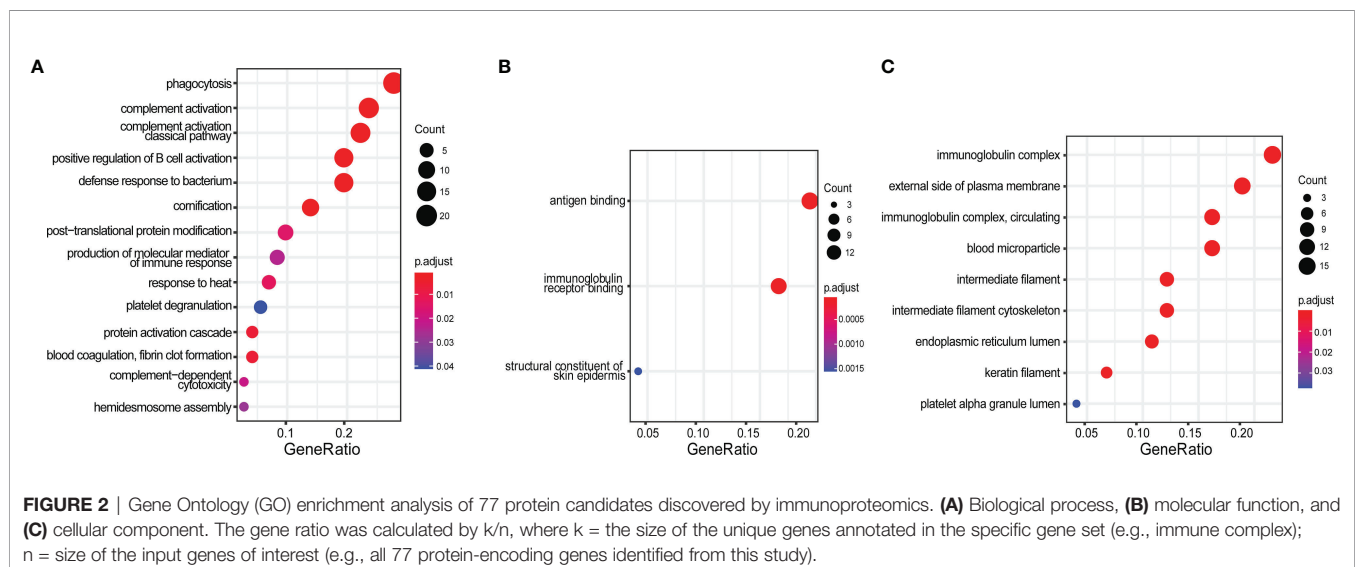 A
phagocytosis
complement activation
complement activation
classical pathway
positive regulation of B cell activation
defense response to bacterium
cornification
post−translational protein modification
production of molecular mediator
of immune response
response to heat
platelet degranulation
protein activation cascade
blood coagulation, fibrin clot formation
complement−dependent
cytotoxicity
hemidesmosome assembly
0.1 0.2
GeneRatio
Count
5
10
15
20
p.adjust
0.01
0.02
0.03
0.04
B
antigen binding
immunoglobulin
receptor binding
structural constituent of
skin epidermis
0.05 0.10 0.15 0.20
GeneRatio
Count
3
6
9
12
p.adjust
0.0005
0.0010
0.0015
C
immunoglobulin complex
external side of plasma membrane
immunoglobulin complex, circulating
blood microparticle
intermediate filament
intermediate filament cytoskeleton
endoplasmic reticulum lumen
keratin filament
platelet alpha granule lumen
0.05 0.10 0.15 0.20
GeneRatio
Count
3
6
9
12
15
p.adjust
0.01
0.02
0.03
FIGURE 2 | Gene Ontology (GO) enrichment analysis of 77 protein candidates discovered by immunoproteomics. (A) Biological process, (B) molecular function, and
(C) cellular component. The gene ratio was calculated by k/n, where k = the size of the unique genes annotated in the specific gene set (e.g., immune complex);
n = size of the input genes of interest (e.g., all 77 protein-encoding genes identified from this study).